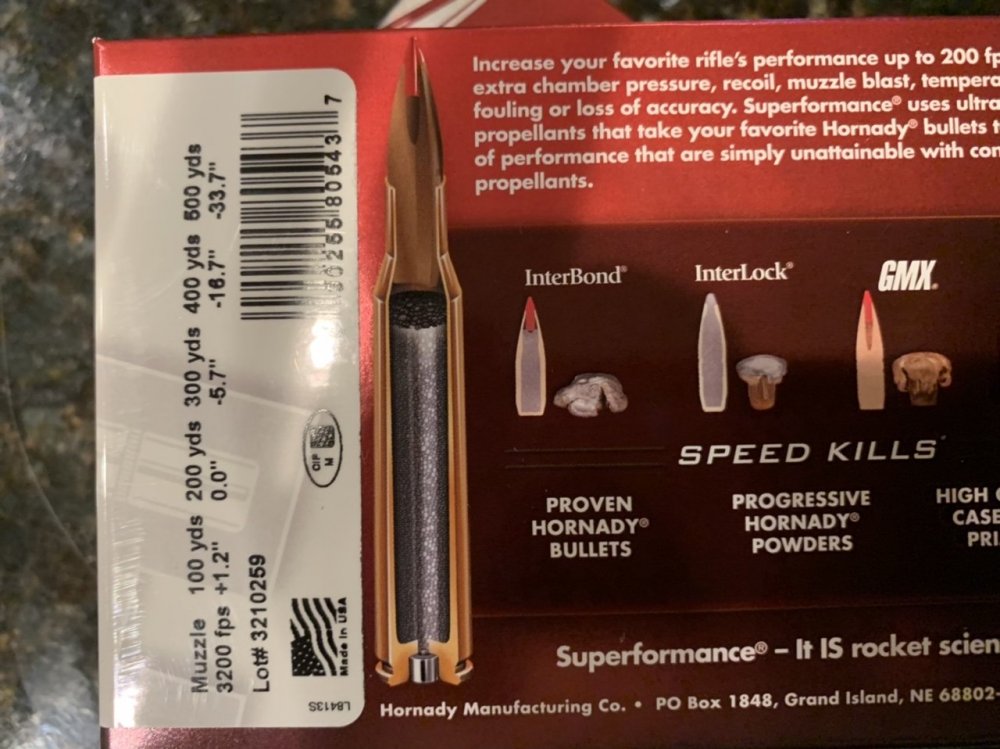 Increase your favorite rifle's performance up to 200 fp
extra chamber pressure, recoil, muzzle blast, tempera
fouling or loss of accuracy. Superformance® uses ultra
propellants that take your favorite Hornady® bullets t
of performance that are simply unattainable with con
propellants.
InterBond®
InterLock®
GMX®
SPEED KILLS
PROVEN
HORNADY®
BULLETS
PROGRESSIVE
HORNADY®
POWDERS
HIGH
CASE
PRI
Superformance® – It IS rocket scien
Hornady Manufacturing Co. • PO Box 1848, Grand Island, NE 68802-
Muzzle 100 yds 200 yds 300 yds 400 yds 500 yds
3200 fps +1.2" 0.0" -5.7" -16.7" -33.7"
Lot# 3210259
Made in USA
CIP
M
90255 80543 7
L8413S